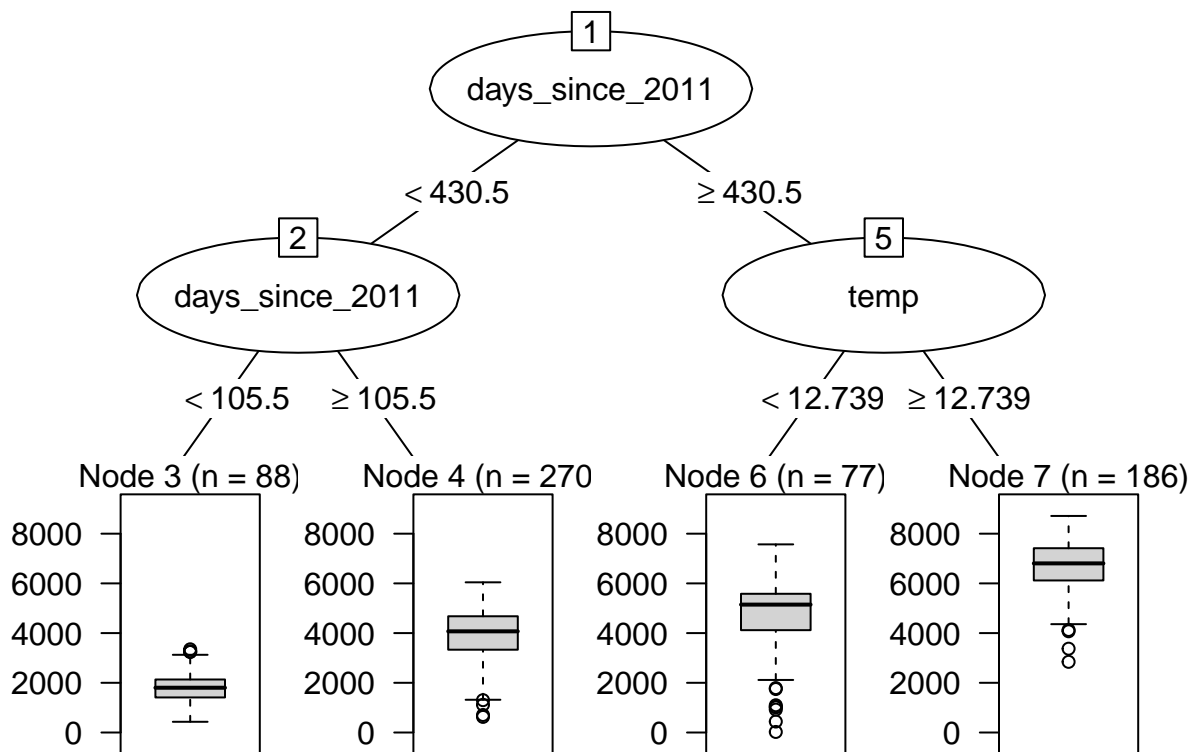 1
days_since_2011
< 430.5 ≥ 430.5
2 5
days_since_2011 temp
< 105.5 ≥ 105.5 < 12.739 ≥ 12.739
Node 3 (n = 88) Node 4 (n = 270 Node 6 (n = 77) Node 7 (n = 186)
8000 8000 8000 8000
6000 6000 6000 6000
4000 4000 4000 4000
2000 2000 2000 2000
0 0 0 0